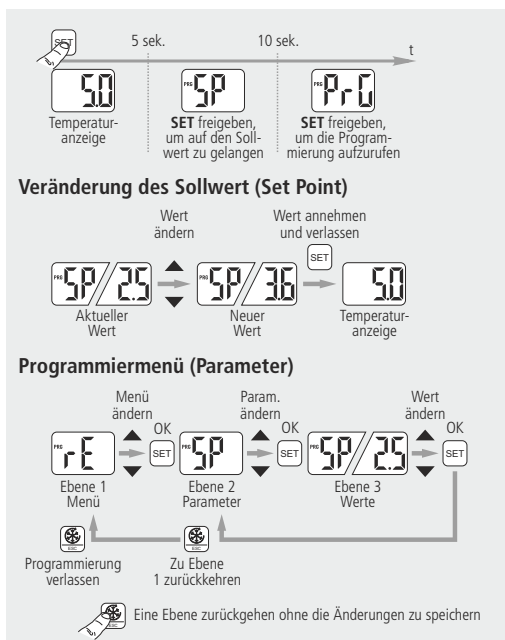 5 sek. 10 sek. t
SET
5.0 PRG SP PRG PrG
Temperatur-
anzeige
SET freigeben,
um auf den Soll-
wert zu gelangen
SET freigeben,
um die Program-
mierung aufzurufen
Veränderung des Sollwert (Set Point)
Wert
ändern
Wert annehmen
und verlassen
SET
PRG SP/2.5 PRG SP/3.6 5.0
Aktueller
Wert
Neuer
Wert
Temperatur-
anzeige
Programmiermenü (Parameter)
Menü
ändern
Param.
ändern
Wert
ändern
OK OK OK
PRG rE SET PRG SP SET PRG SP/2.5 SET
Ebene 1
Menü
Ebene 2
Parameter
Ebene 3
Werte
ESC ESC
Programmierung
verlassen
Zu Ebene
1 zurückkehren
ESC Eine Ebene zurückgehen ohne die Änderungen zu speichern